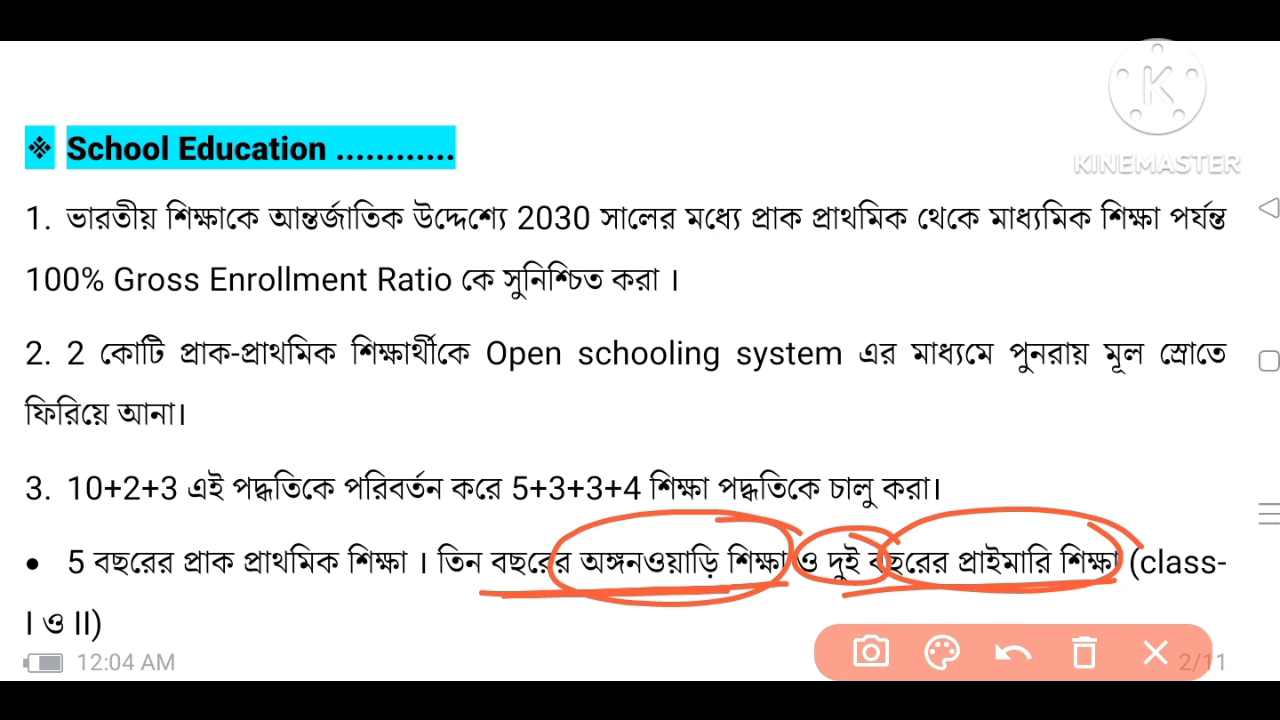 KINEMASTER
❖ School Education ............
1. ভারতীয় শিক্ষাকে আন্তর্জাতিক উদ্দেশ্যে 2030 সালের মধ্যে প্রাক প্রাথমিক থেকে মাধ্যমিক শিক্ষা পর্যন্ত
100% Gross Enrollment Ratio কে সুনিশ্চিত করা ।
2. 2 কোটি প্রাক-প্রাথমিক শিক্ষার্থীকে Open schooling system এর মাধ্যমে পুনরায় মূল স্রোতে
ফিরিয়ে আনা।
3. 10+2+3 এই পদ্ধতিকে পরিবর্তন করে 5+3+3+4 শিক্ষা পদ্ধতিকে চালু করা।
• 5 বছরের প্রাক প্রাথমিক শিক্ষা । তিন বছরের অঙ্গনওয়াড়ি শিক্ষা ও দুই বছরের প্রাইমারি শিক্ষা (class-
I ও II)
12:04 AM 2/11